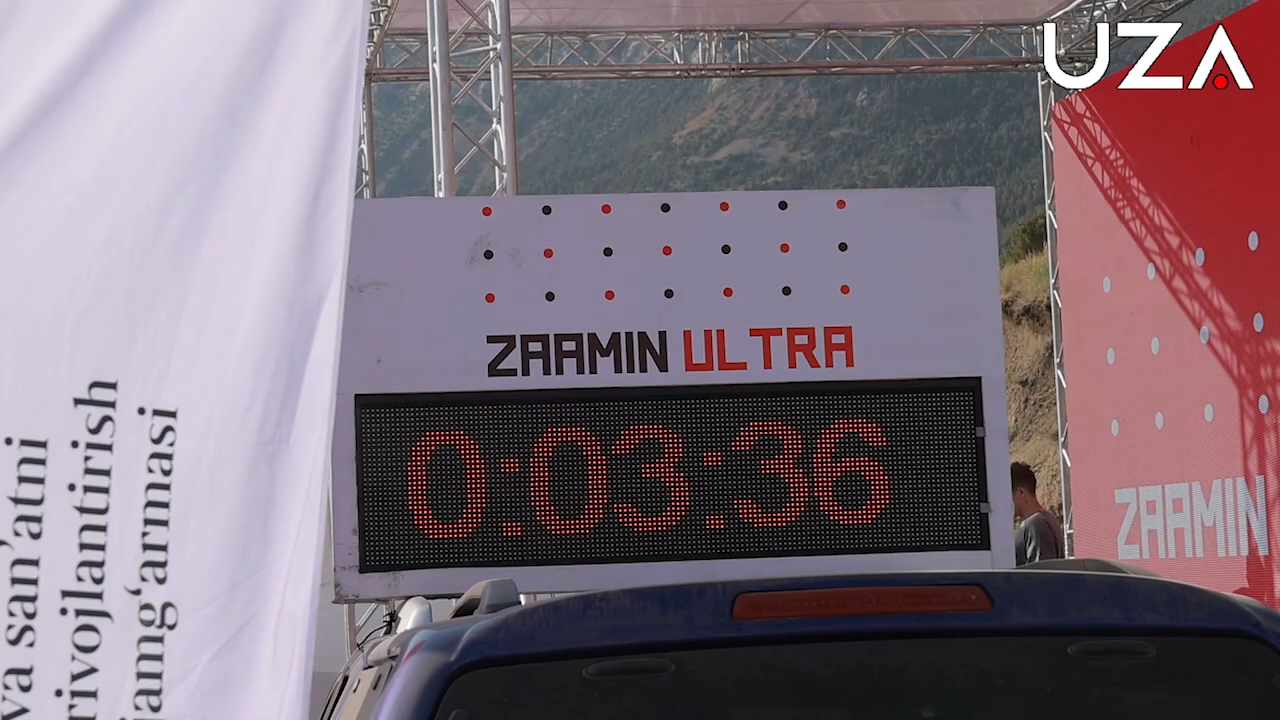 UZA
va san'atni
rivojlantirish
jamg'armasi
ZAAMIN ULTRA
0:03:36
ZAAMIN